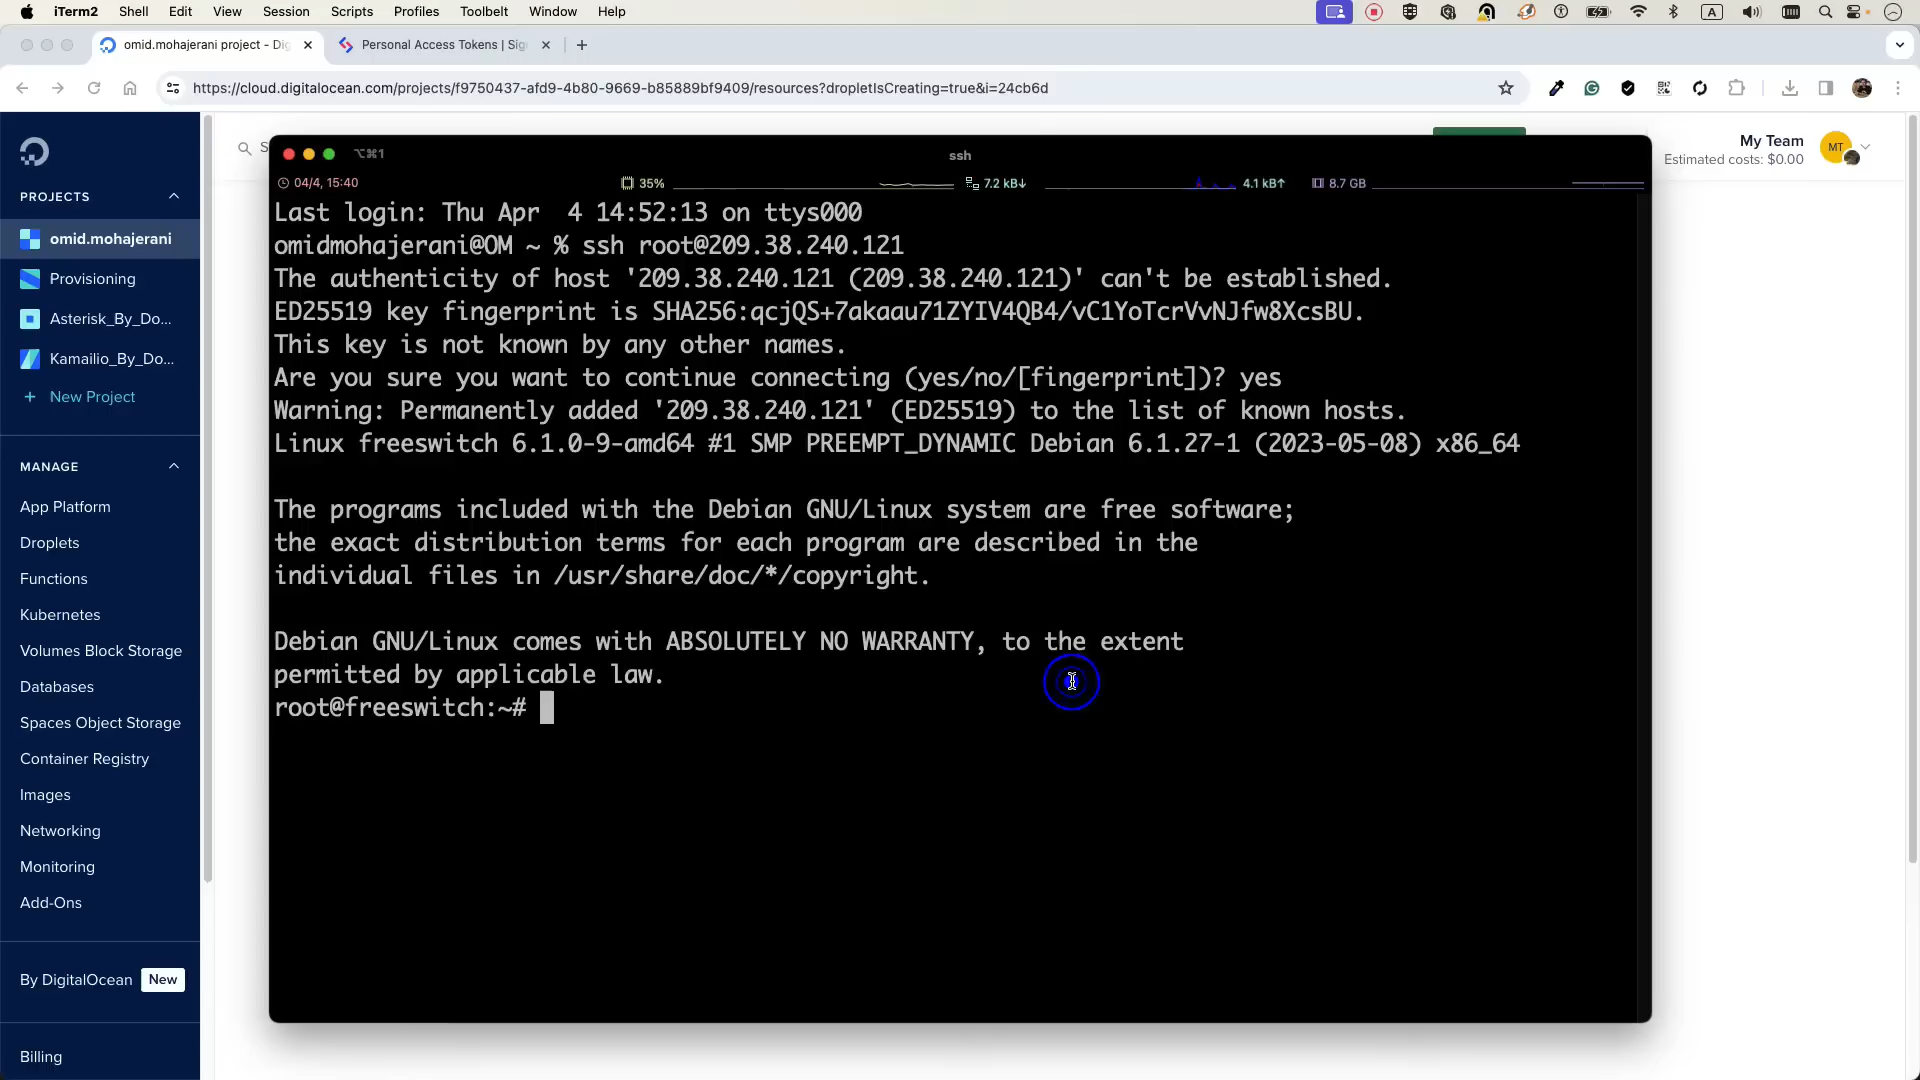 iTerm2 Shell Edit View Session Scripts Profiles Toolbelt Window Help
omid.mohajerani project - Dig
Personal Access Tokens | Sig
https://cloud.digitalocean.com/projects/f9750437-afd9-4b80-9669-b85889bf9409/resources?dropletIsCreating=true&i=24cb6d
PROJECTS
omid.mohajerani
Provisioning
Asterisk_By_Do...
Kamailio_By_Do...
+ New Project
MANAGE
App Platform
Droplets
Functions
Kubernetes
Volumes Block Storage
Databases
Spaces Object Storage
Container Registry
Images
Networking
Monitoring
Add-Ons
By DigitalOcean New
Billing
S
My Team
Estimated costs: $0.00
MT
⌥⌘1
ssh
04/4, 15:40 35% 7.2 kB↓ 4.1 kB↑ 8.7 GB
Last login: Thu Apr  4 14:52:13 on ttys000
omidmohajerani@OM ~ % ssh root@209.38.240.121
The authenticity of host '209.38.240.121 (209.38.240.121)' can't be established.
ED25519 key fingerprint is SHA256:qcjQS+7akaau71ZYIV4QB4/vC1YoTcrVvNJfw8XcsBU.
This key is not known by any other names.
Are you sure you want to continue connecting (yes/no/[fingerprint])? yes
Warning: Permanently added '209.38.240.121' (ED25519) to the list of known hosts.
Linux freeswitch 6.1.0-9-amd64 #1 SMP PREEMPT_DYNAMIC Debian 6.1.27-1 (2023-05-08) x86_64
The programs included with the Debian GNU/Linux system are free software;
the exact distribution terms for each program are described in the
individual files in /usr/share/doc/*/copyright.
Debian GNU/Linux comes with ABSOLUTELY NO WARRANTY, to the extent
permitted by applicable law.
root@freeswitch:~#